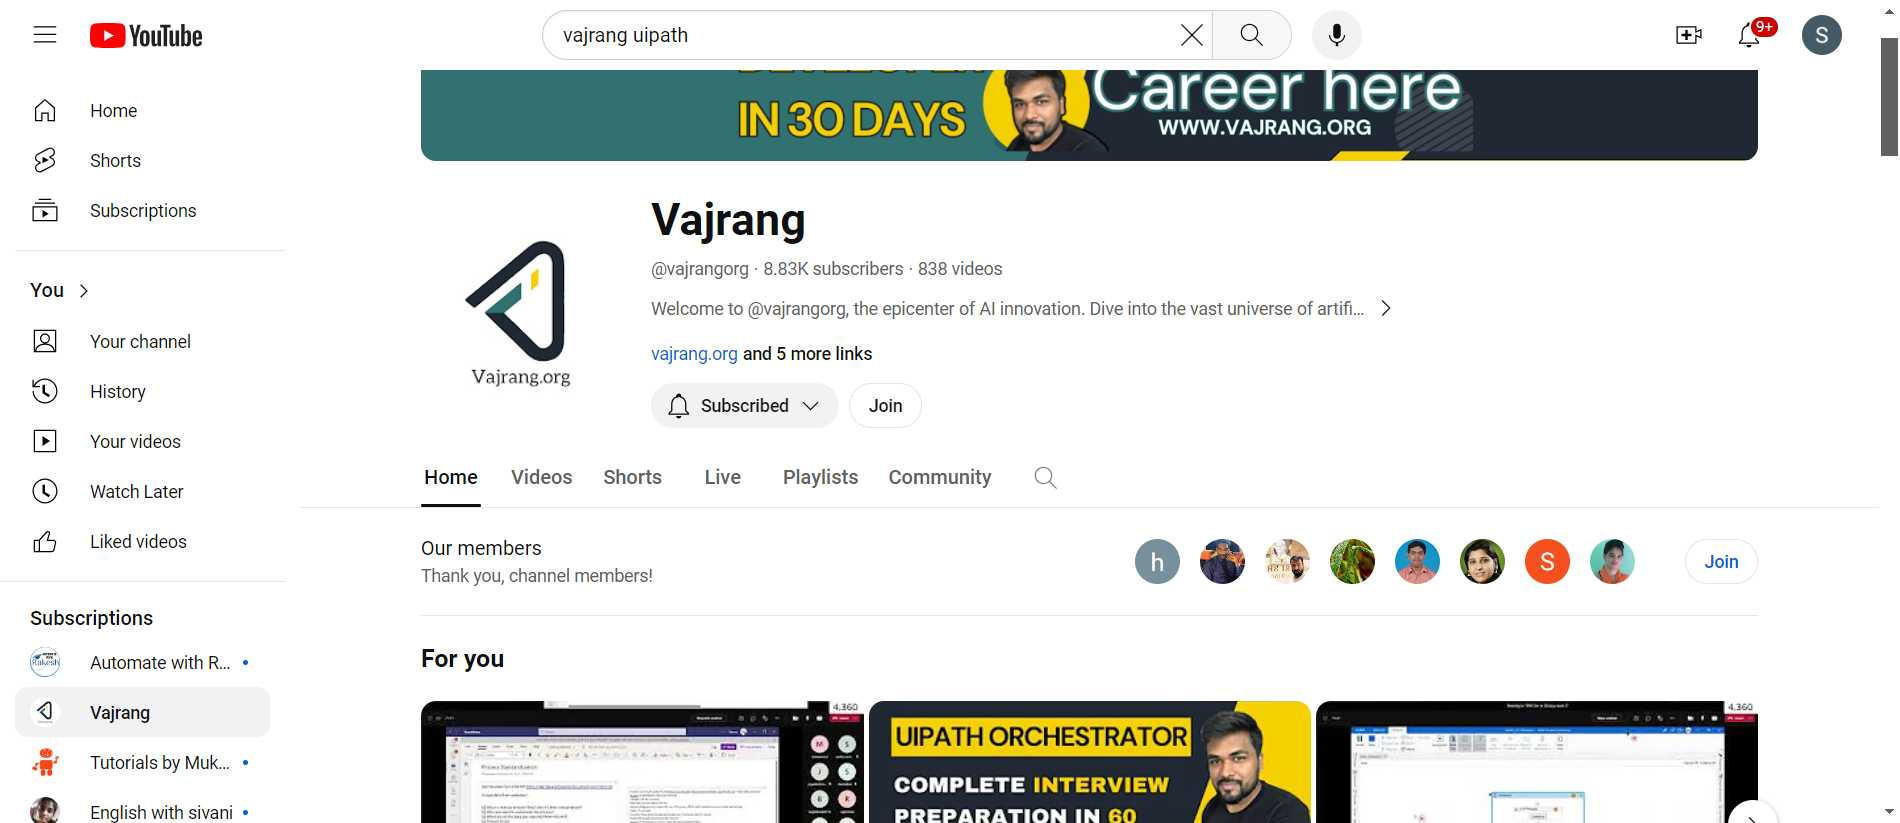 YouTube
vajrang uipath
9+
S
Home
Shorts
Subscriptions
You
Your channel
History
Your videos
Watch Later
Liked videos
Subscriptions
Automate with R...
Vajrang
Tutorials by Muk...
English with sivani
IN 30 DAYS
Career here
WWW.VAJRANG.ORG
Vajrang.org
Vajrang
@vajrangorg · 8.83K subscribers · 838 videos
Welcome to @vajrangorg, the epicenter of AI innovation. Dive into the vast universe of artifi...
vajrang.org and 5 more links
Subscribed
Join
Home Videos Shorts Live Playlists Community
Our members
Thank you, channel members!
h
S
Join
For you
4,360
UIPATH ORCHESTRATOR
COMPLETE INTERVIEW
PREPARATION IN 60
4,360